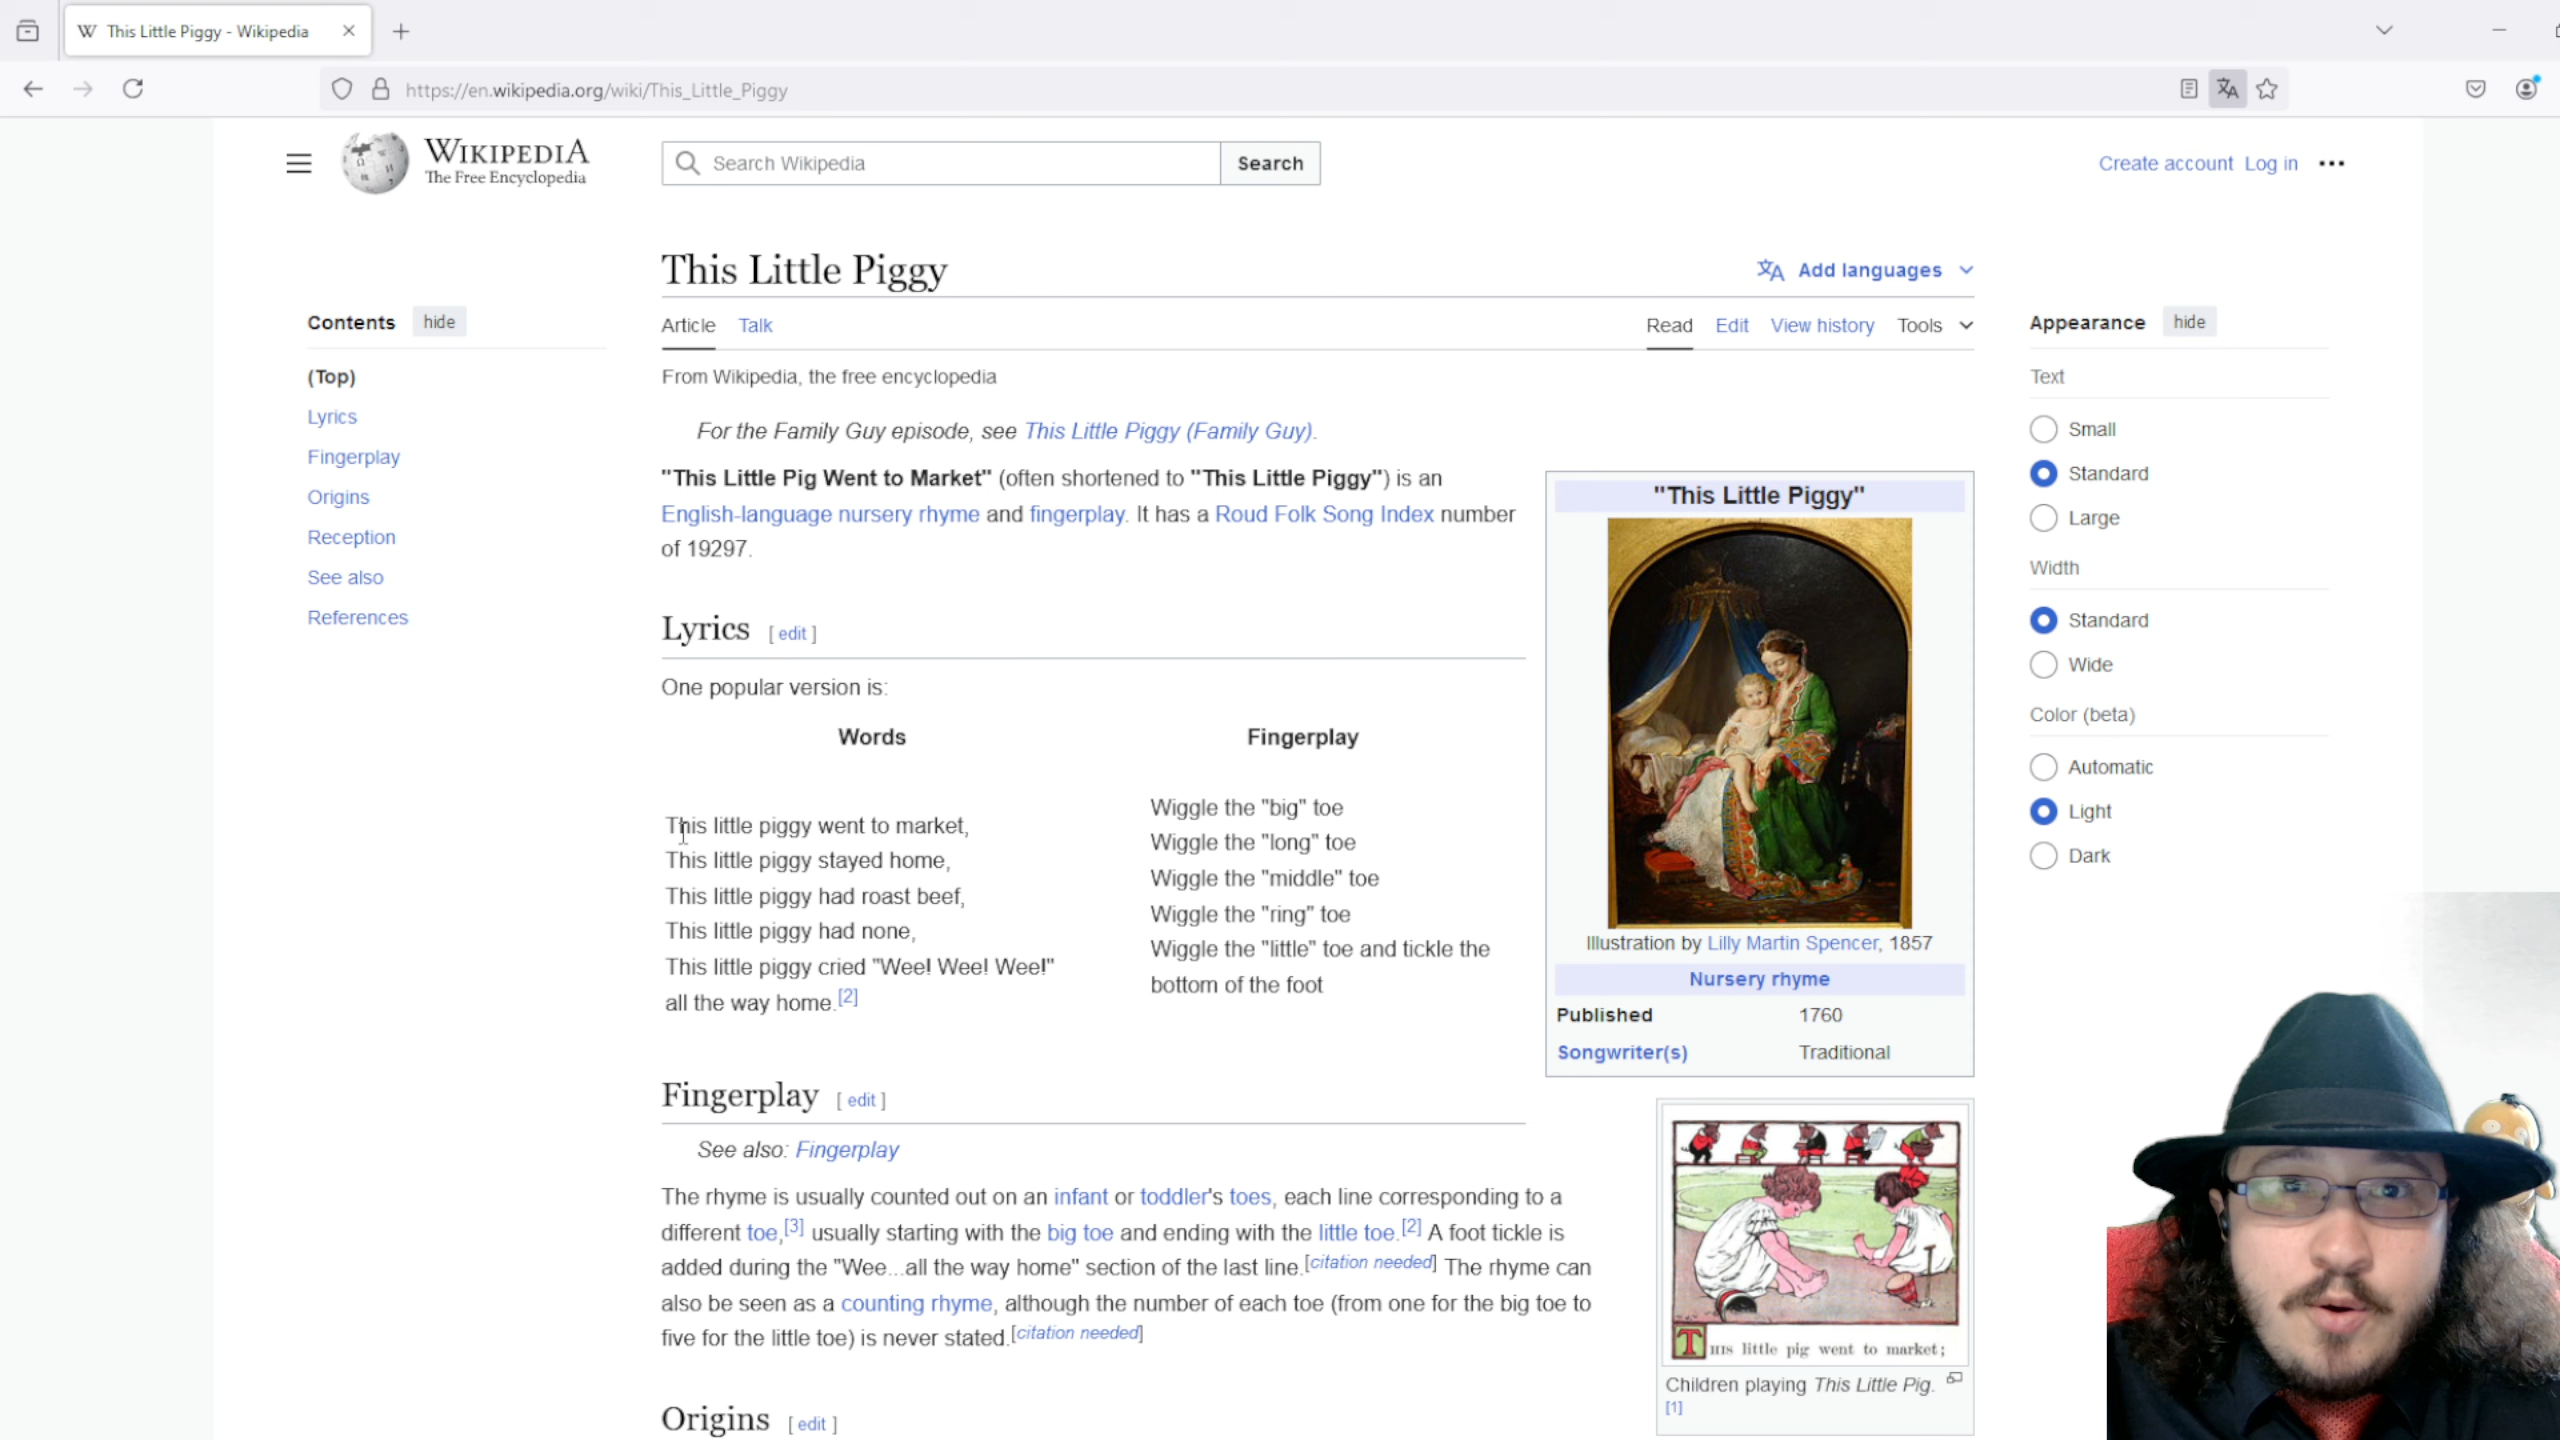 This Little Piggy - Wikipedia
https://en.wikipedia.org/wiki/This_Little_Piggy
WIKIPEDIA
The Free Encyclopedia
Search Wikipedia
Search
Create account Log in
This Little Piggy
Add languages
Contents hide
Article Talk
Read Edit View history Tools
Appearance hide
(Top)
Lyrics
Fingerplay
Origins
Reception
See also
References
From Wikipedia, the free encyclopedia
For the Family Guy episode, see This Little Piggy (Family Guy).
"This Little Pig Went to Market" (often shortened to "This Little Piggy") is an
English-language nursery rhyme and fingerplay. It has a Roud Folk Song Index number
of 19297.
Lyrics [ edit ]
One popular version is:
Words
This little piggy went to market,
This little piggy stayed home,
This little piggy had roast beef,
This little piggy had none,
This little piggy cried "Wee! Wee! Wee!"
all the way home.[2]
Fingerplay
Wiggle the "big" toe
Wiggle the "long" toe
Wiggle the "middle" toe
Wiggle the "ring" toe
Wiggle the "little" toe and tickle the
bottom of the foot
Fingerplay [ edit ]
See also: Fingerplay
The rhyme is usually counted out on an infant or toddler's toes, each line corresponding to a
different toe,[3] usually starting with the big toe and ending with the little toe.[2] A foot tickle is
added during the "Wee...all the way home" section of the last line.[citation needed] The rhyme can
also be seen as a counting rhyme, although the number of each toe (from one for the big toe to
five for the little toe) is never stated.[citation needed]
Origins [ edit ]
"This Little Piggy"
Illustration by Lilly Martin Spencer, 1857
Nursery rhyme
Published 1760
Songwriter(s) Traditional
This little pig went to market;
Children playing This Little Pig.
[1]
Text
Small
Standard
Large
Width
Standard
Wide
Color (beta)
Automatic
Light
Dark